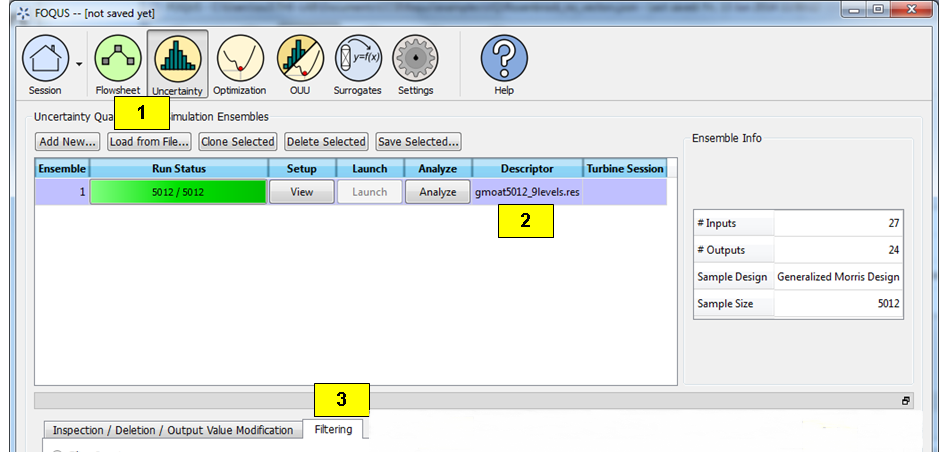 FOQUS -- [not saved yet]
y=f(x)
Session
Flowsheet
Uncertainty
Optimization
OUU
Surrogates
Settings
Help
1
Uncertainty Qua
imulation Ensembles
Add New...
Load from File...
Clone Selected
Delete Selected
Save Selected...
Ensemble Run Status Setup Launch Analyze Descriptor Turbine Session
1 5012 / 5012 View Launch Analyze gmoat5012_9levels.res
2
Ensemble Info
# Inputs 27
# Outputs 24
Sample Design Generalized Morris Design
Sample Size 5012
3
Inspection / Deletion / Output Value Modification
Filtering